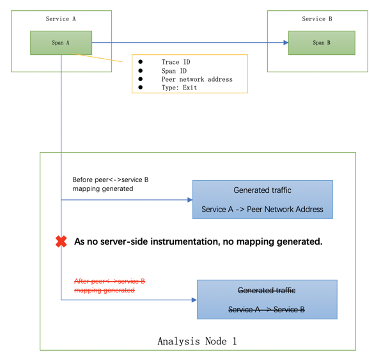 Service A
Service B
Span A
Span B
Trace ID
Span ID
Peer network address
Type: Exit
Before peer<->service B
mapping generated
Generated traffic
Service A -> Peer Network Address
As no server-side instrumentation, no mapping generated.
After peer<->service B
mapping generated
Generated traffic
Service A -> Service B
Analysis Node 1